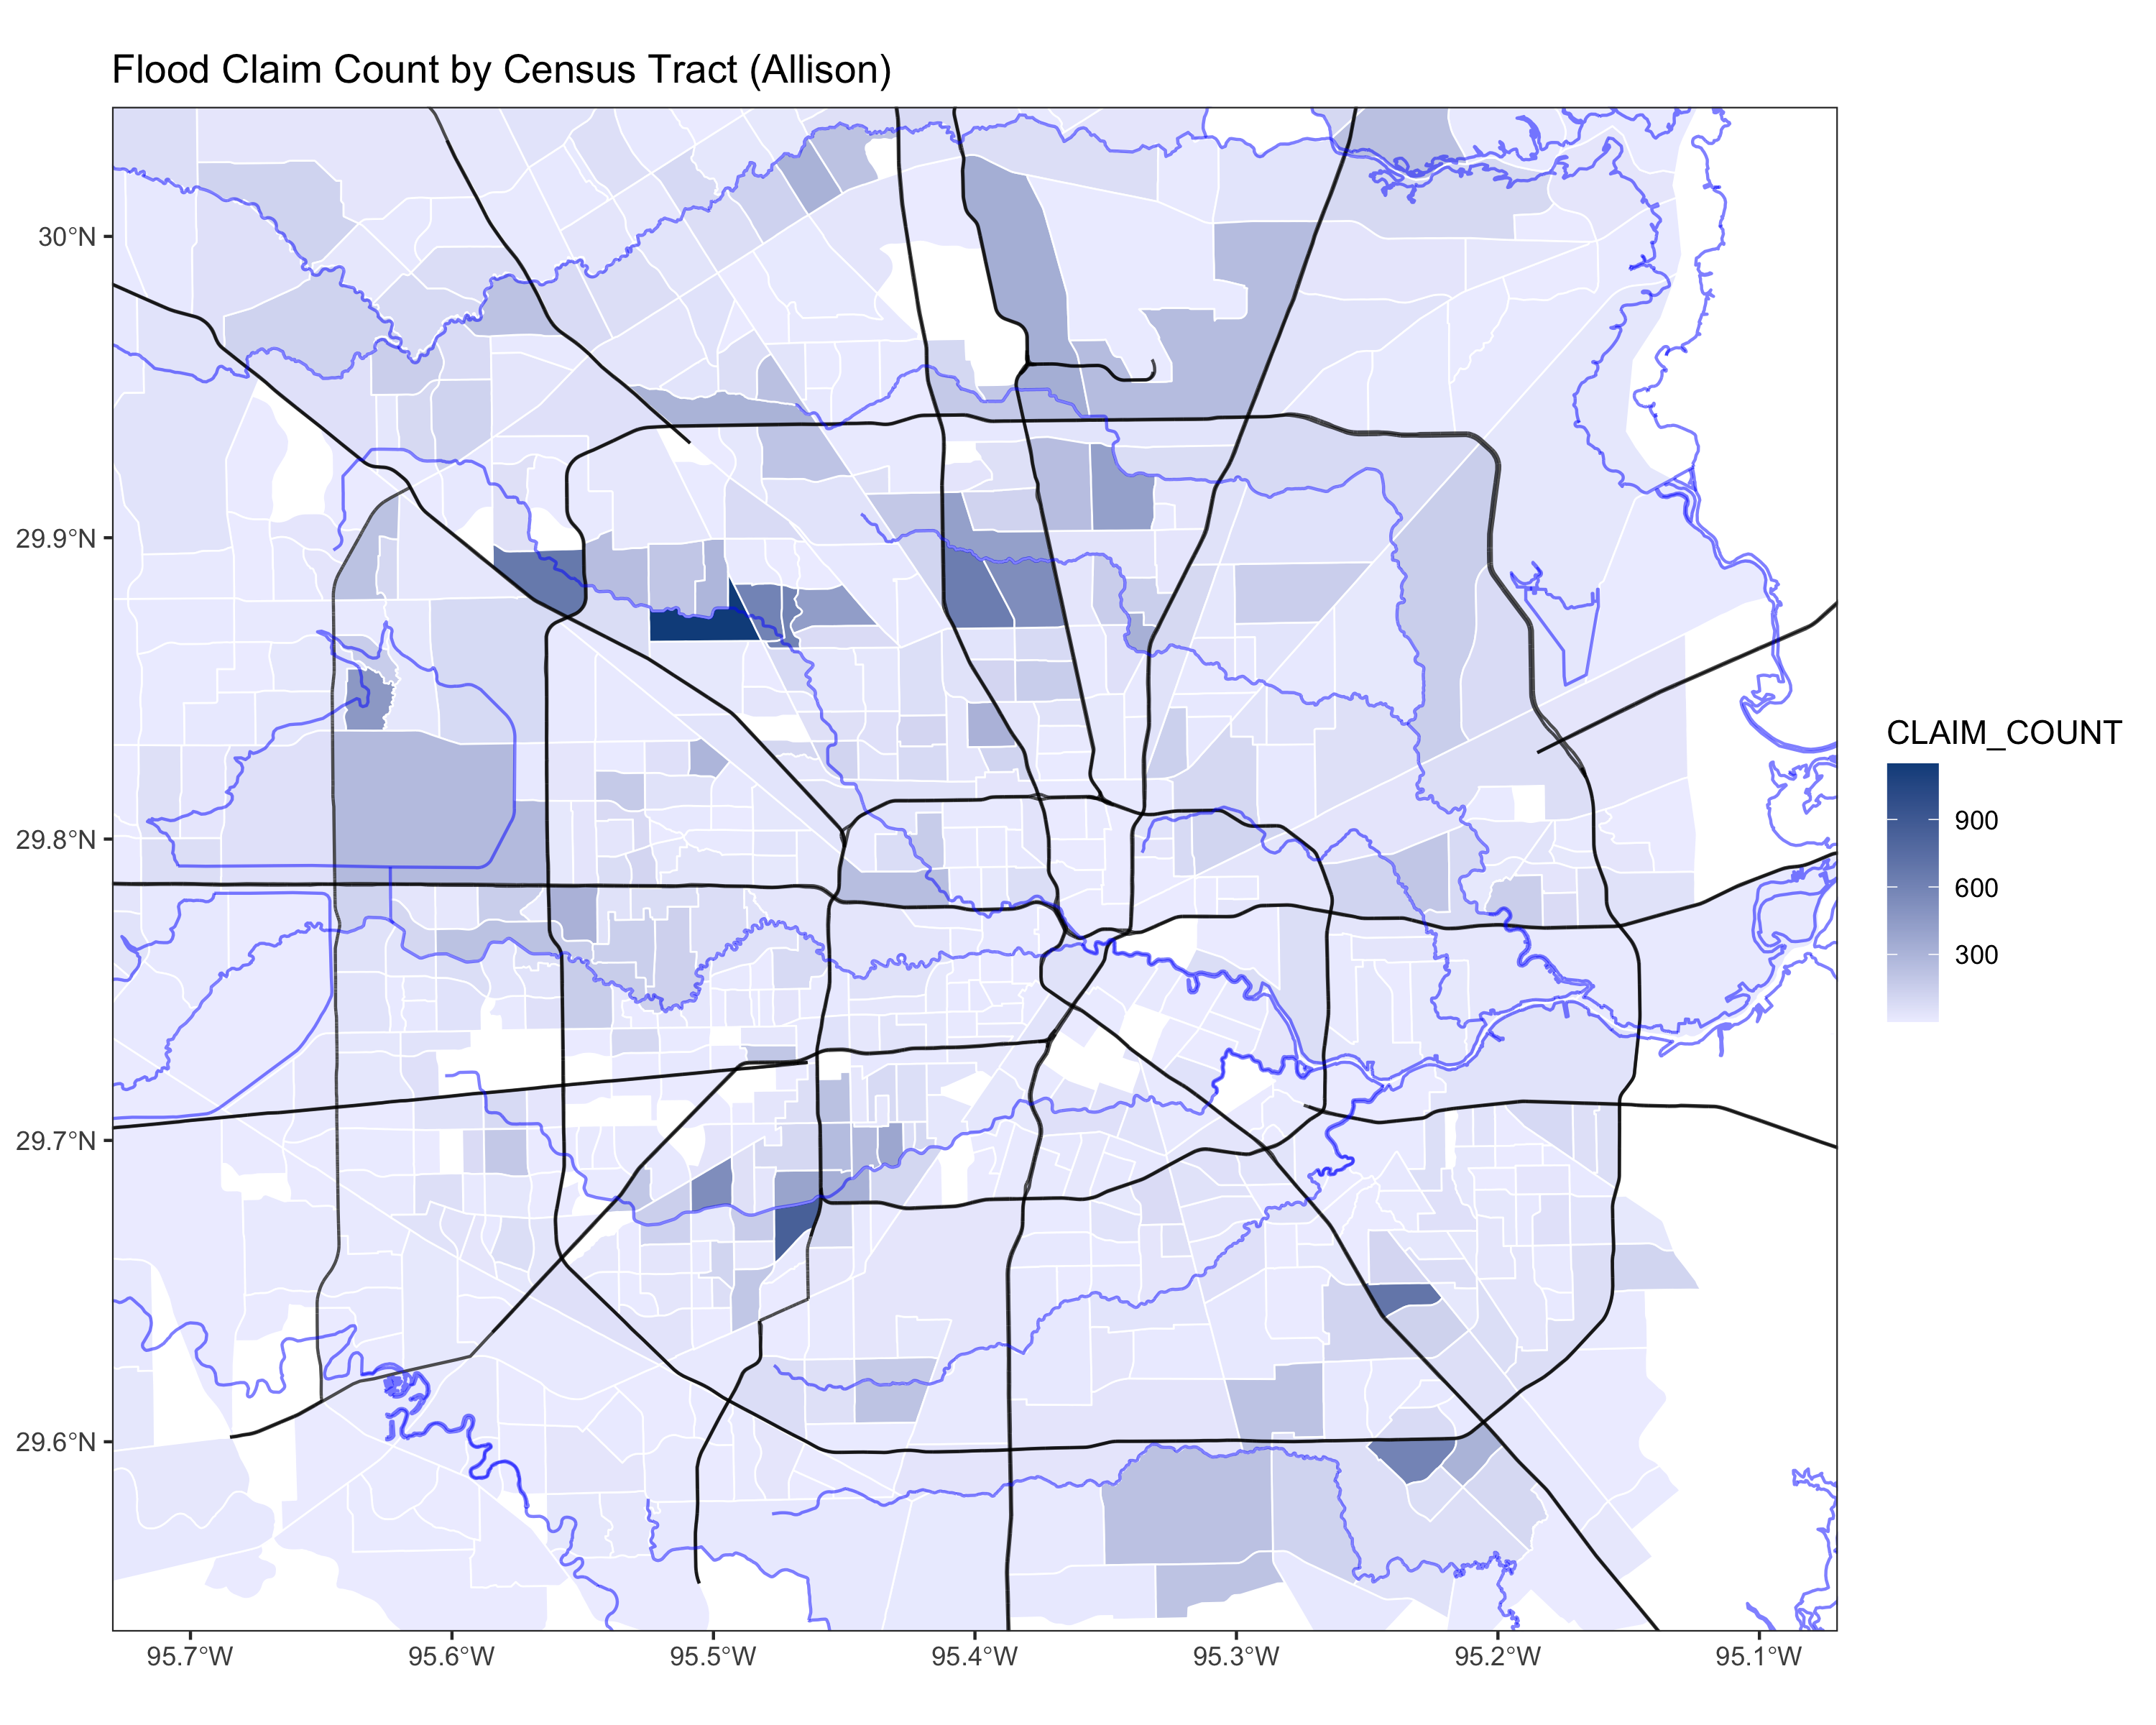 Flood Claim Count by Census Tract (Allison)
30°N
29.9°N
29.8°N
29.7°N
29.6°N
95.7°W 95.6°W 95.5°W 95.4°W 95.3°W 95.2°W 95.1°W
CLAIM_COUNT
900
600
300